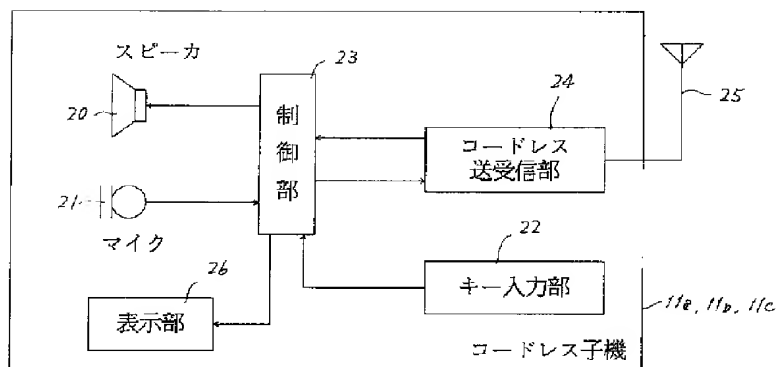 スピーカ
23
24
20
制御部
25
コードレス
送受信部
21
マイク
22
26
キー入力部
表示部
11a, 11b, 11c
コードレス子機